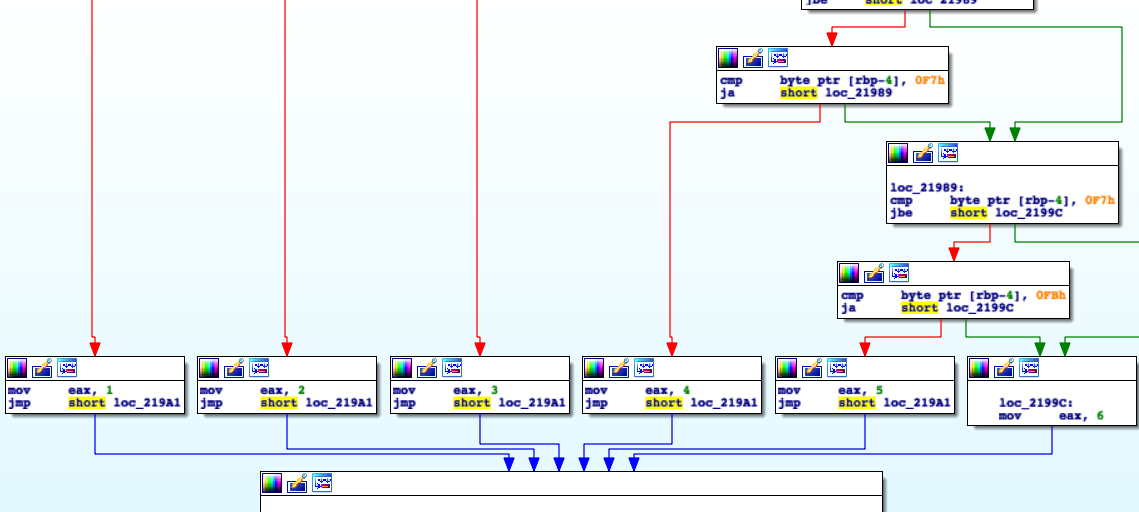 jbe short loc_21989
cmp byte ptr [rbp-4], 0F7h
ja short loc_21989
loc_21989:
cmp byte ptr [rbp-4], 0F7h
jbe short loc_2199C
cmp byte ptr [rbp-4], 0FBh
ja short loc_2199C
mov eax, 1
jmp short loc_219A1
mov eax, 2
jmp short loc_219A1
mov eax, 3
jmp short loc_219A1
mov eax, 4
jmp short loc_219A1
mov eax, 5
jmp short loc_219A1
loc_2199C:
mov eax, 6